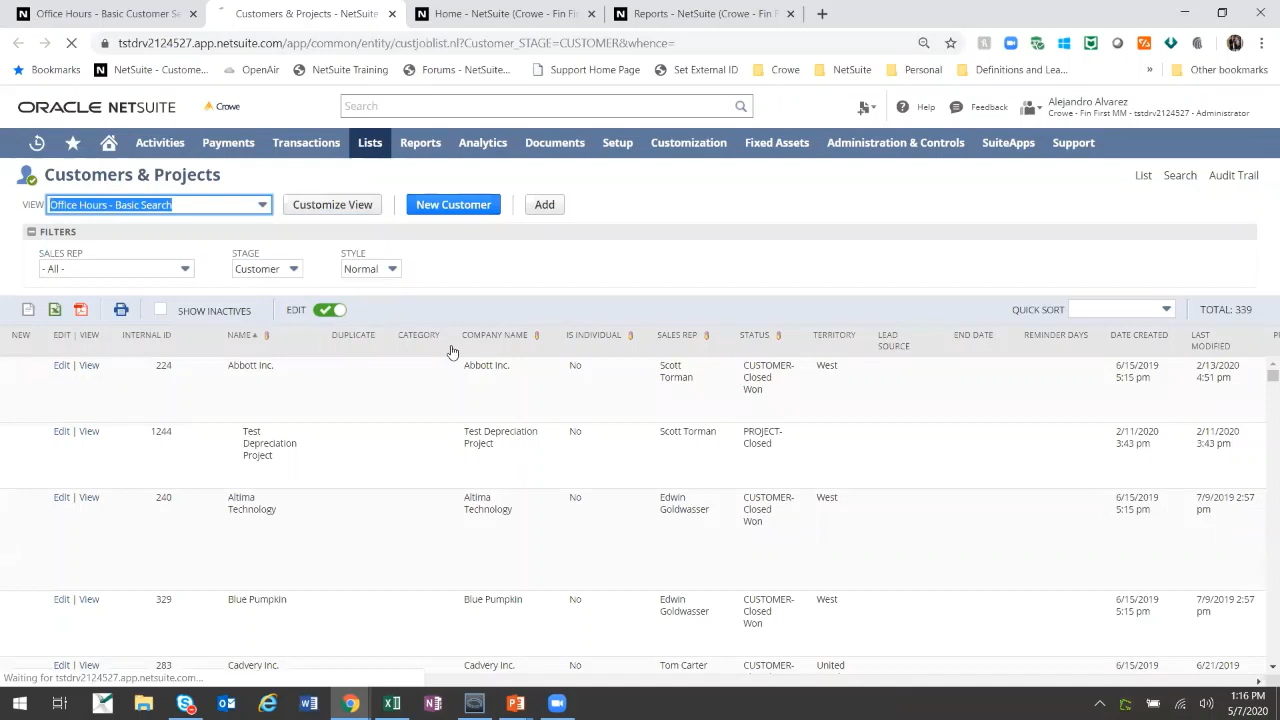 Office Hours - Basic Customer Se
Customers & Projects - NetSuite
Home - NetSuite (Crowe - Fin First
Reports - NetSuite (Crowe - Fin F
tstdrv2124527.app.netsuite.com/app/common/entity/custjoblist.nl?Customer_STAGE=CUSTOMER&whence=
Bookmarks
NetSuite - Custome...
OpenAir
NetSuite Training
Forums - NetSuite...
Support Home Page
Set External ID
Crowe
NetSuite
Personal
Definitions and Lea...
»
Other bookmarks
ORACLE NETSUITE
Crowe
Search
Help
Feedback
Alejandro Alvarez
Crowe - Fin First MM - tstdrv2124527 - Administrator
Activities
Payments
Transactions
Lists
Reports
Analytics
Documents
Setup
Customization
Fixed Assets
Administration & Controls
SuiteApps
Support
Customers & Projects
List
Search
Audit Trail
VIEW
Office Hours - Basic Search
Customize View
New Customer
Add
FILTERS
SALES REP
STAGE
STYLE
- All -
Customer
Normal
SHOW INACTIVES
EDIT
QUICK SORT
TOTAL: 339
NEW
EDIT | VIEW
INTERNAL ID
NAME
DUPLICATE
CATEGORY
COMPANY NAME
IS INDIVIDUAL
SALES REP
STATUS
TERRITORY
LEAD
SOURCE
END DATE
REMINDER DAYS
DATE CREATED
LAST
MODIFIED
Edit | View
224
Abbott Inc.
Abbott Inc.
No
Scott
Torman
CUSTOMER-
Closed
Won
West
6/15/2019
5:15 pm
2/13/2020
4:51 pm
Edit | View
1244
Test
Depreciation
Project
Test Depreciation
Project
No
Scott Torman
PROJECT-
Closed
2/11/2020
3:43 pm
2/11/2020
3:43 pm
Edit | View
240
Altima
Technology
Altima
Technology
No
Edwin
Goldwasser
CUSTOMER-
Closed
Won
West
6/15/2019
5:15 pm
7/9/2019 2:57
pm
Edit | View
329
Blue Pumpkin
Blue Pumpkin
No
Edwin
Goldwasser
CUSTOMER-
Closed
Won
West
6/15/2019
5:15 pm
7/9/2019 2:57
pm
Edit | View
283
Cadvery Inc.
Cadvery Inc.
No
Tom Carter
CUSTOMER-
United
6/15/2019
6/21/2019
Waiting for tstdrv2124527.app.netsuite.com...
1:16 PM
5/7/2020